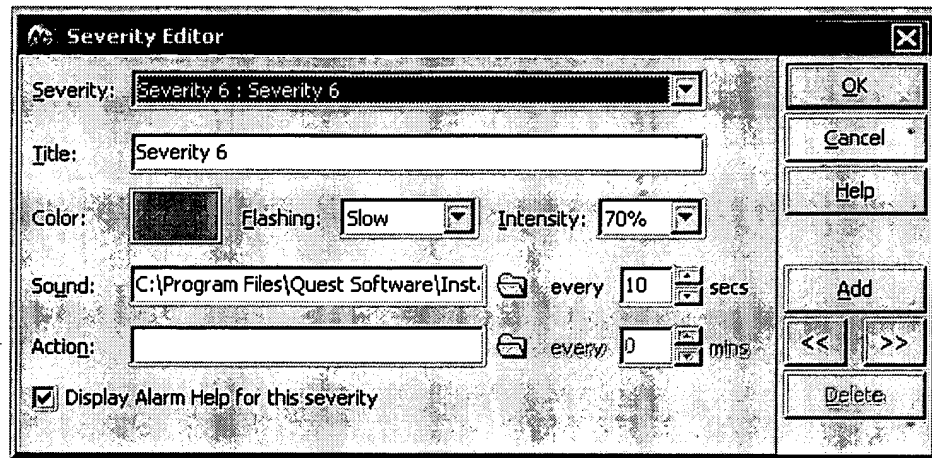 Severity Editor
Severity: Severity 6 : Severity 6
OK
Cancel
Title: Severity 6
Help
Color: Flashing: Slow Intensity: 70%
Sound: C:\Program Files\Quest Software\Inst. every 10 secs
Add
Action: every 0 mins
<< >>
Display Alarm Help for this severity
Delete